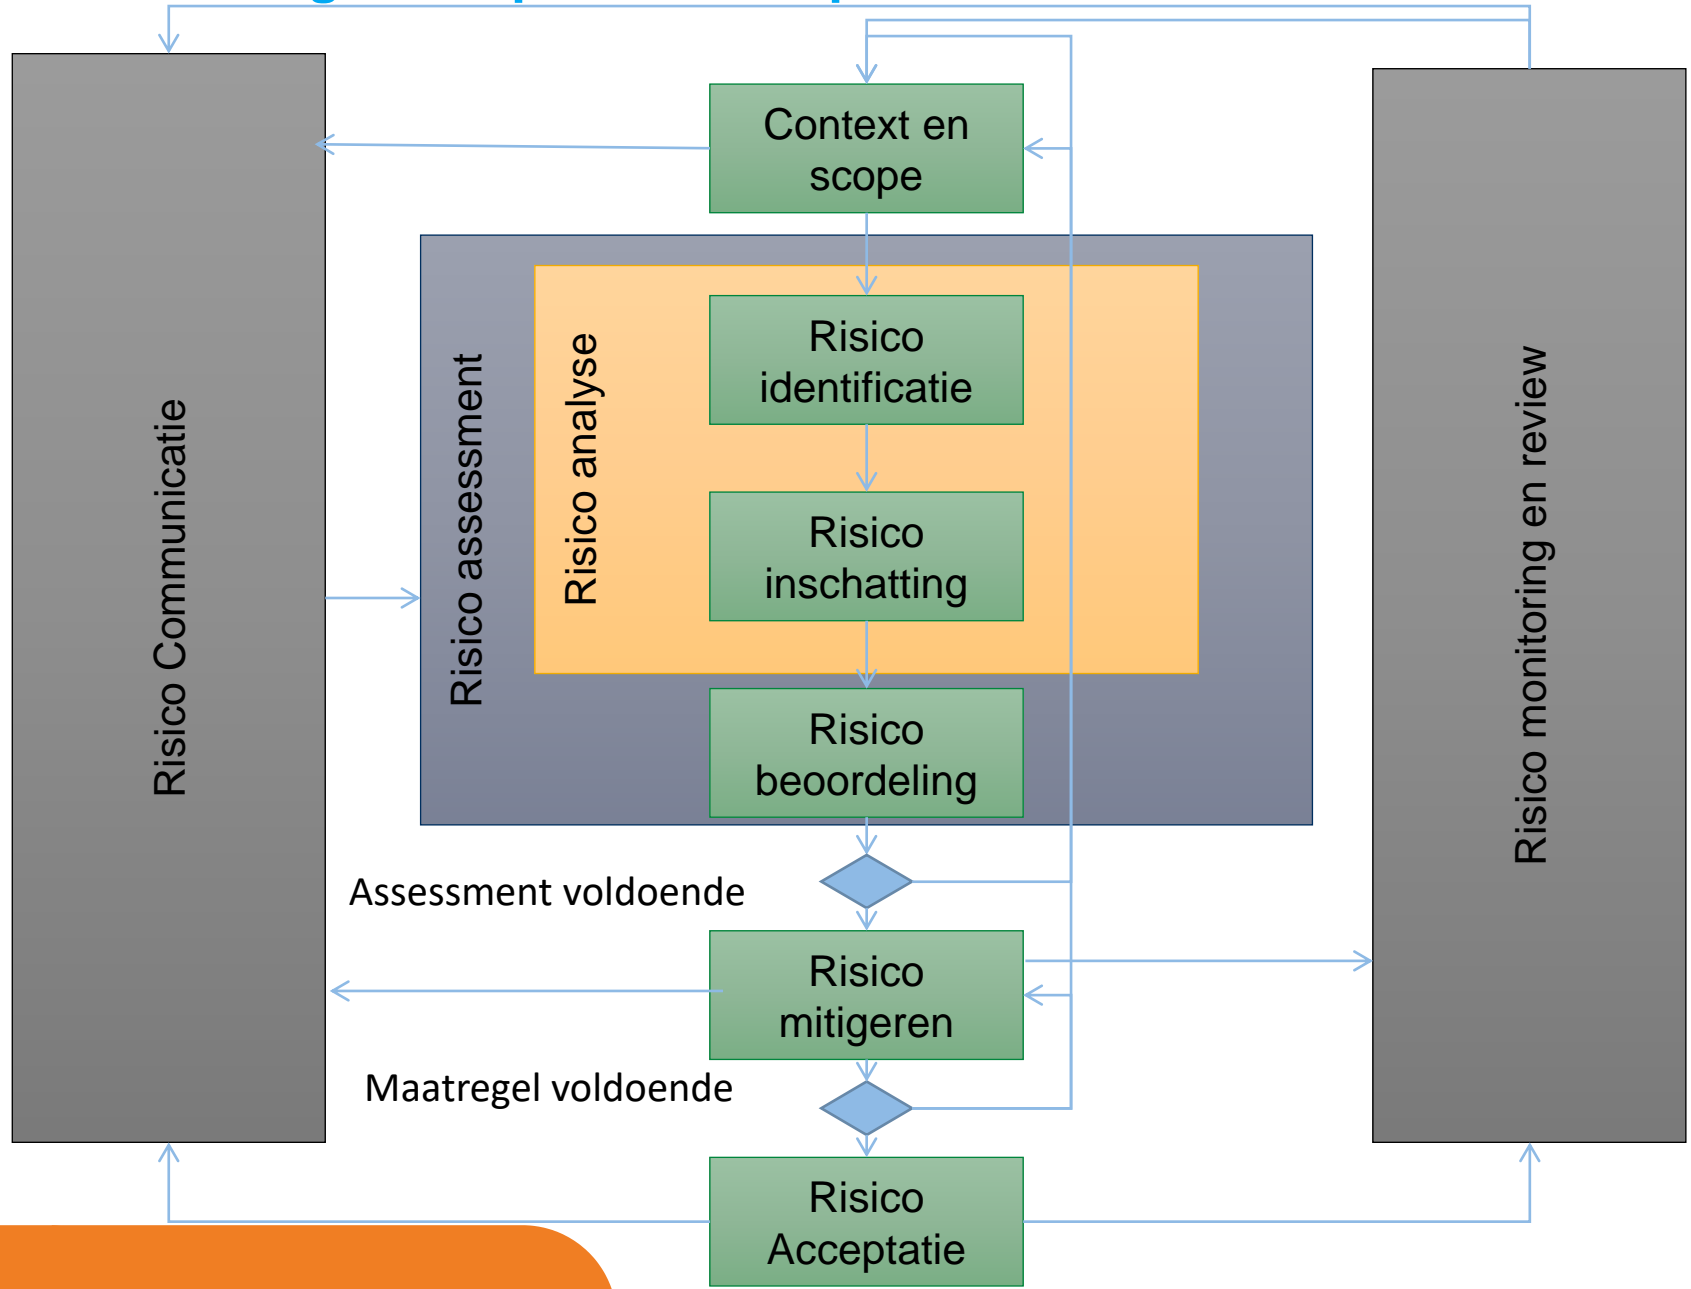 Context en
scope
Risico Communicatie
Risico assessment
Risico analyse
Risico
identificatie
Risico
inschatting
Risico
beoordeling
Risico monitoring en review
Assessment voldoende
Risico
mitigeren
Maatregel voldoende
Risico
Acceptatie